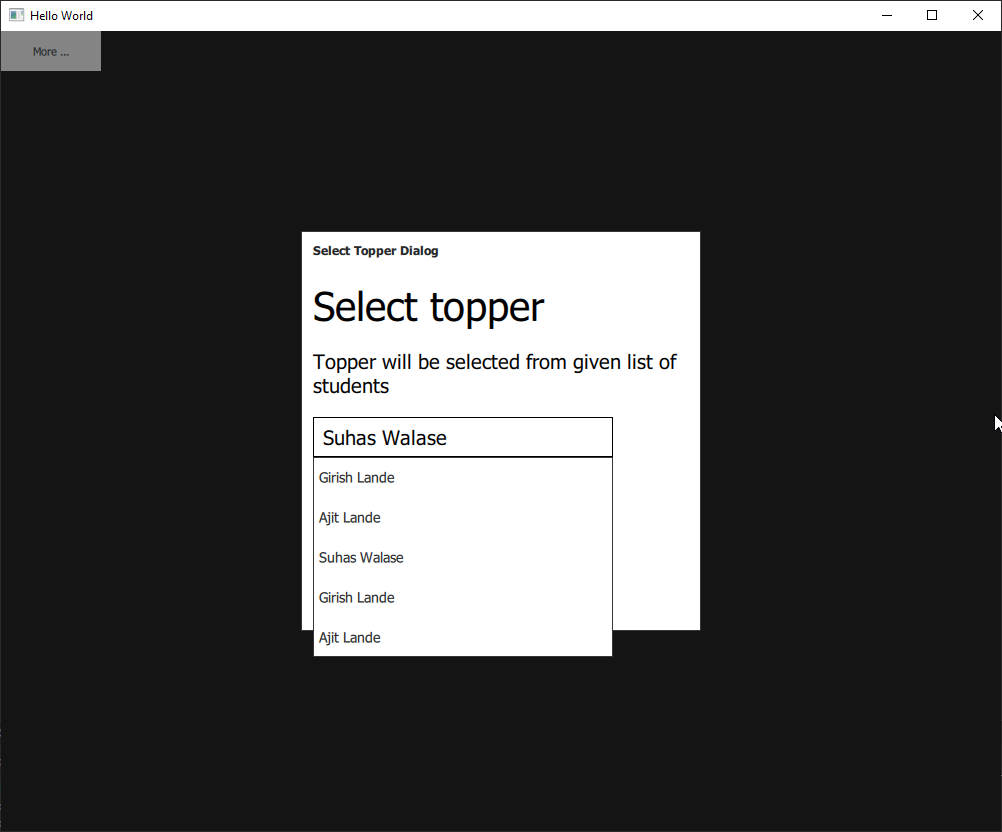 Hello World
More ...
Select Topper Dialog
Select topper
Topper will be selected from given list of
students
Suhas Walase
Girish Lande
Ajit Lande
Suhas Walase
Girish Lande
Ajit Lande